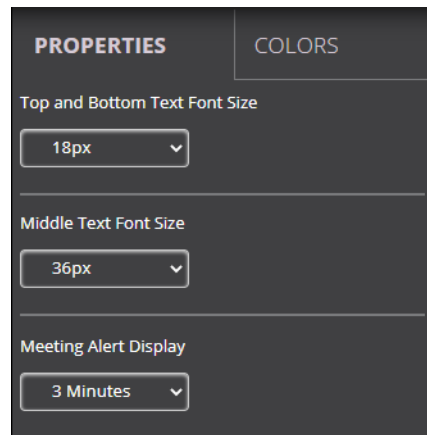 PROPERTIES COLORS
Top and Bottom Text Font Size
18px
Middle Text Font Size
36px
Meeting Alert Display
3 Minutes